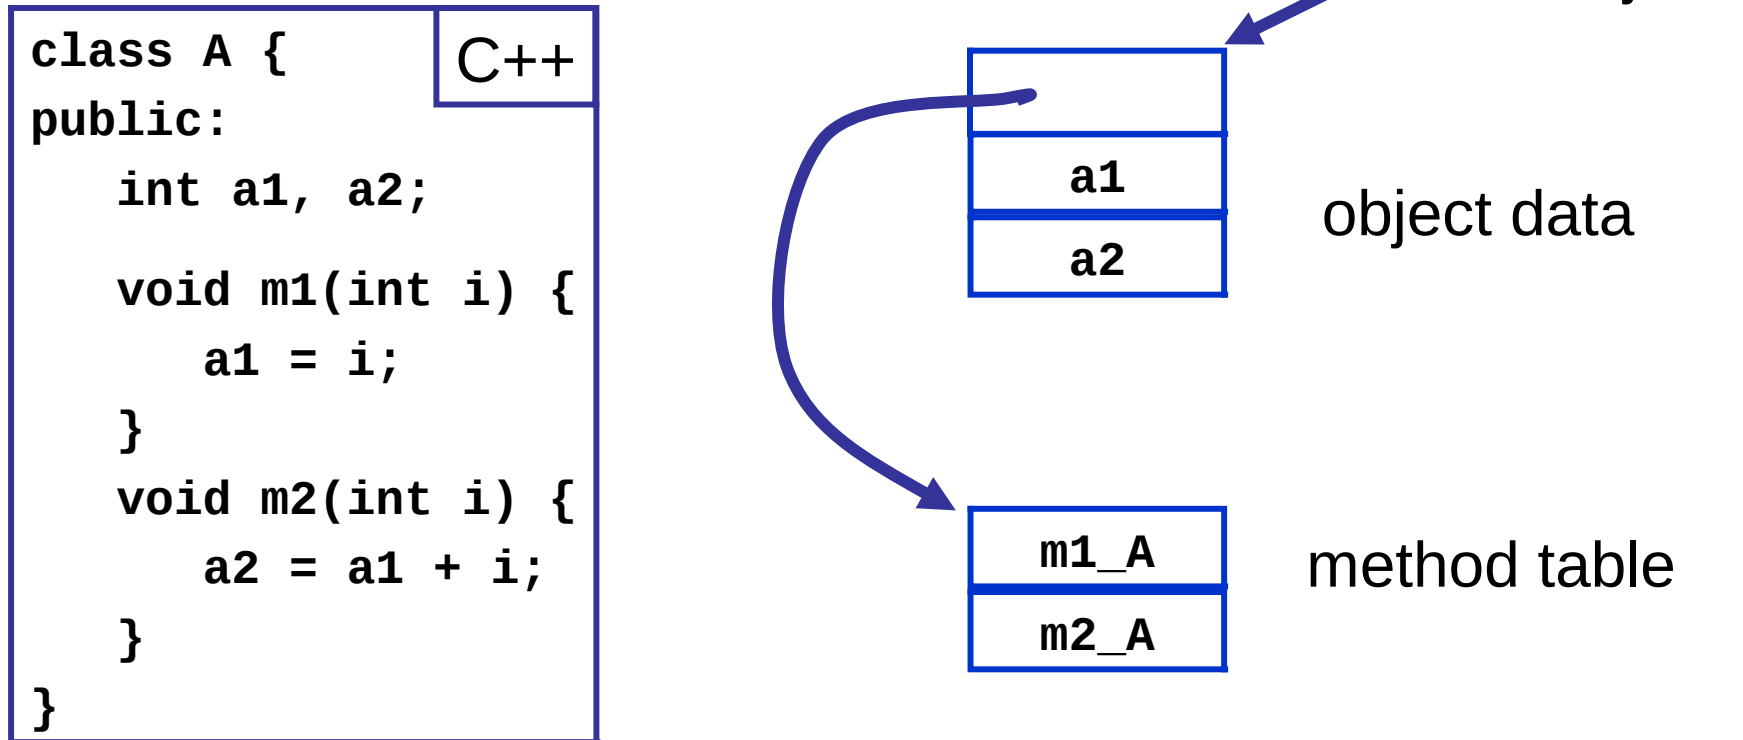 class A {
C++
public:
int a1, a2;
void m1(int i) {
a1 = i;
}
void m2(int i) {
a2 = a1 + i;
}
}
a1
a2
object data
m1_A
m2_A
method table